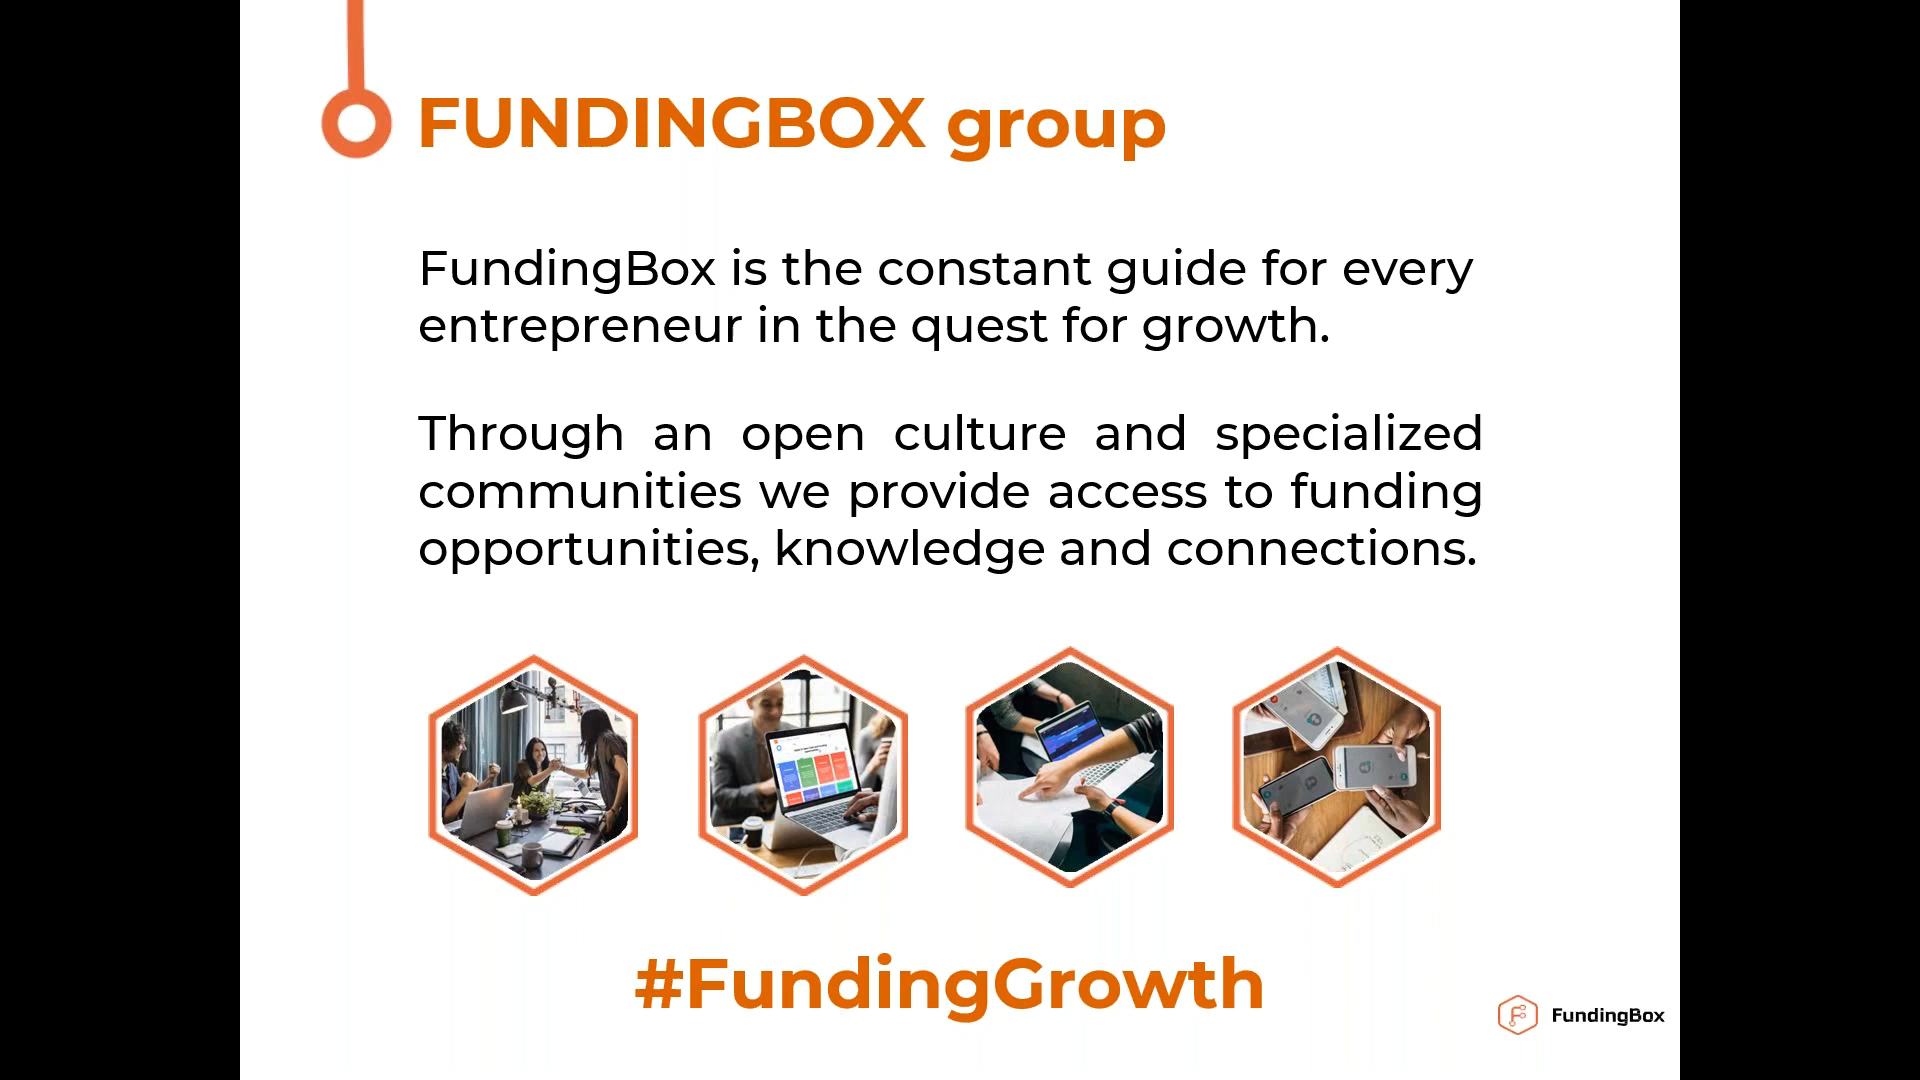 FUNDINGBOX group
FundingBox is the constant guide for every
entrepreneur in the quest for growth.
Through an open culture and specialized
communities we provide access to funding
opportunities, knowledge and connections.
#FundingGrowth
FundingBox